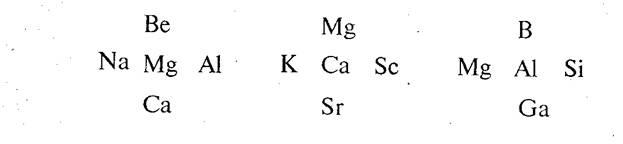 Be Mg B
Na Mg Al K Ca Sc Mg Al Si
Ca Sr Ga